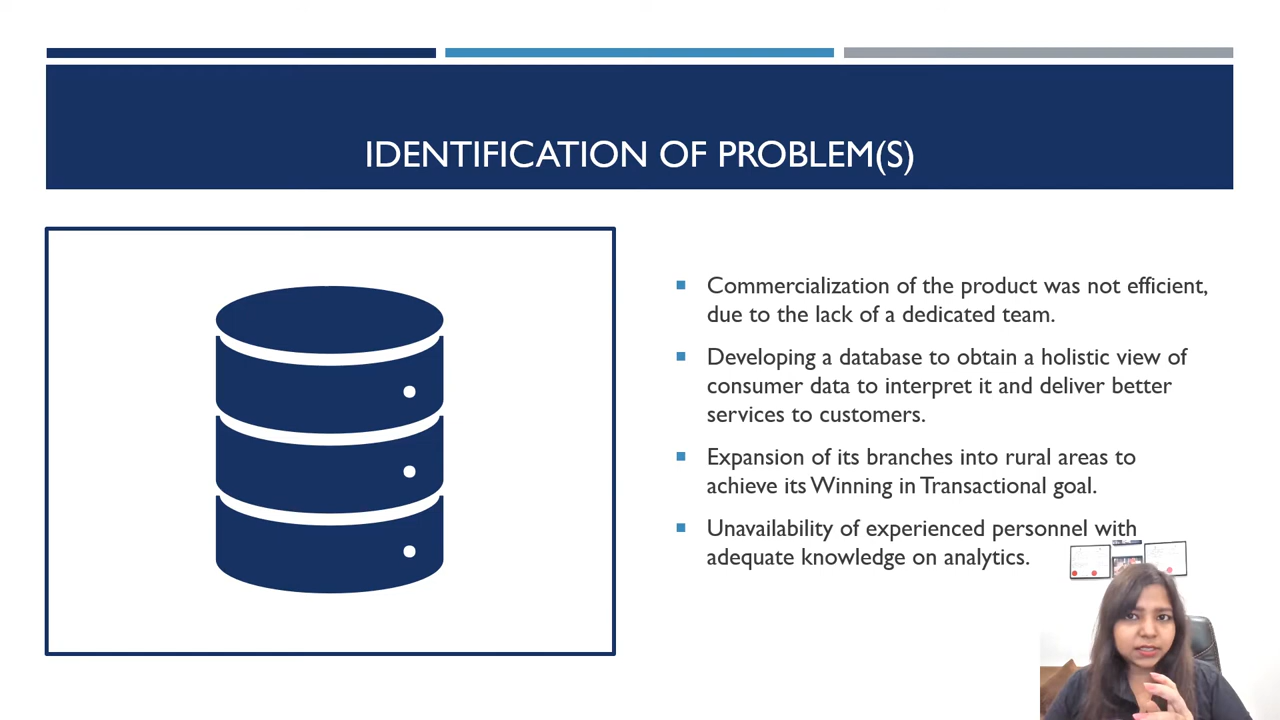 IDENTIFICATION OF PROBLEM(S)
Commercialization of the product was not efficient,
due to the lack of a dedicated team.
Developing a database to obtain a holistic view of
consumer data to interpret it and deliver better
services to customers.
Expansion of its branches into rural areas to
achieve its Winning in Transactional goal.
Unavailability of experienced personnel with
adequate knowledge on analytics.